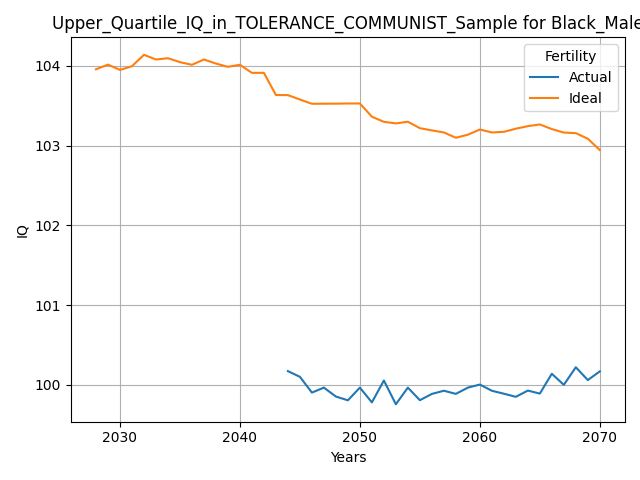 Upper_Quartile_IQ_in_TOLERANCE_COMMUNIST_Sample for Black_Male
104
103
102
101
100
IQ
Fertility
Actual
Ideal
2030 2040 2050 2060 2070
Years